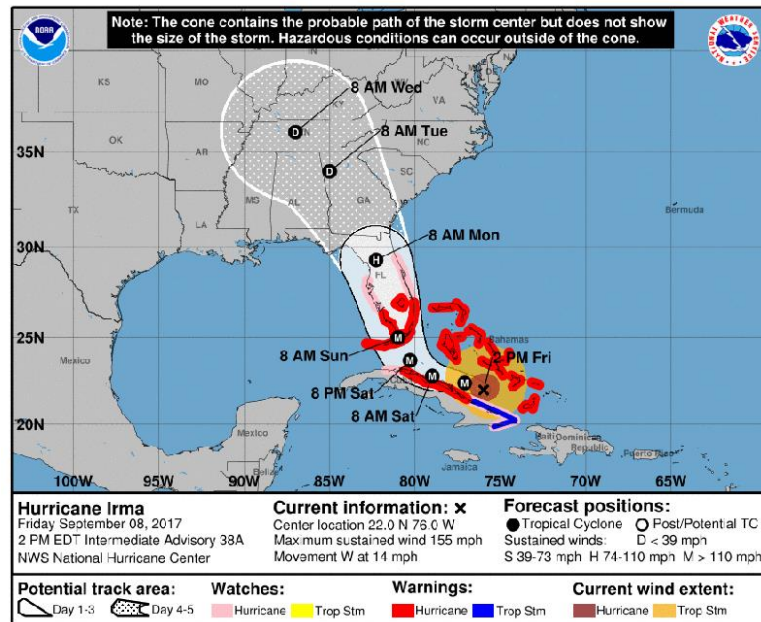 Note: The cone contains the probable path of the storm center but does not show
the size of the storm. Hazardous conditions can occur outside of the cone.
NOAA
NATIONAL WEATHER SERVICE
KS
MO
KY
VA
8 AM Wed
35N
OK
AR
NC
8 AM Tue
D
D
SC
TX
LA
MS
AL
GA
Bermuda
30N
8 AM Mon
H
FL
25N
M
8 AM Sun
Bahamas
2 PM Fri
Mexico
M
8 PM Sat
M
M
8 AM Sat
20N
Mexico
Belize
Jamaica
Haiti
Dominican
Republic
Puerto Rico
100W
95W
90W
85W
80W
75W
70W
65W
Hurricane Irma
Friday September 08, 2017
2 PM EDT Intermediate Advisory 38A
NWS National Hurricane Center
Current information: ×
Center location 22.0 N 76.0 W
Maximum sustained wind 155 mph
Movement W at 14 mph
Forecast positions:
Tropical Cyclone Post/Potential TC
Sustained winds: D < 39 mph
S 39-73 mph H 74-110 mph M > 110 mph
Potential track area:
Day 1-3 Day 4-5
Watches:
Hurricane Trop Stm
Warnings:
Hurricane Trop Stm
Current wind extent:
Hurricane Trop Stm